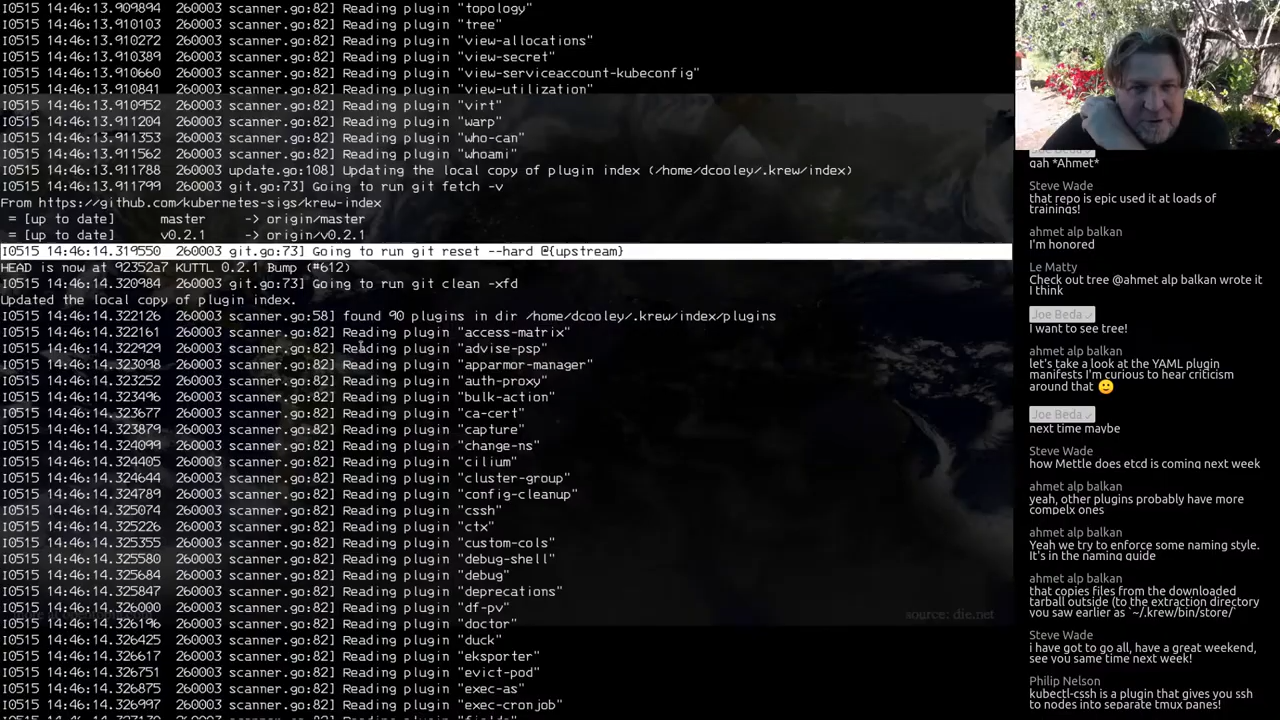 I0515 14:46:13.909894  260003 scanner.go:82] Reading plugin "topology"
I0515 14:46:13.910103  260003 scanner.go:82] Reading plugin "tree"
I0515 14:46:13.910272  260003 scanner.go:82] Reading plugin "view-allocations"
I0515 14:46:13.910389  260003 scanner.go:82] Reading plugin "view-secret"
I0515 14:46:13.910660  260003 scanner.go:82] Reading plugin "view-serviceaccount-kubeconfig"
I0515 14:46:13.910841  260003 scanner.go:82] Reading plugin "view-utilization"
I0515 14:46:13.910952  260003 scanner.go:82] Reading plugin "virt"
I0515 14:46:13.911204  260003 scanner.go:82] Reading plugin "warp"
I0515 14:46:13.911353  260003 scanner.go:82] Reading plugin "who-can"
I0515 14:46:13.911562  260003 scanner.go:82] Reading plugin "whoami"
I0515 14:46:13.911788  260003 update.go:108] Updating the local copy of plugin index (/home/dcooley/.krew/index)
I0515 14:46:13.911799  260003 git.go:73] Going to run git fetch -v
From https://github.com/kubernetes-sigs/krew-index
= [up to date]      master     -> origin/master
= [up to date]      v0.2.1     -> origin/v0.2.1
I0515 14:46:14.319550  260003 git.go:73] Going to run git reset --hard @{upstream}
HEAD is now at 92352a7 KUTTL 0.2.1 Bump (#612)
I0515 14:46:14.320984  260003 git.go:73] Going to run git clean -xfd
Updated the local copy of plugin index.
I0515 14:46:14.322126  260003 scanner.go:58] found 90 plugins in dir /home/dcooley/.krew/index/plugins
I0515 14:46:14.322161  260003 scanner.go:82] Reading plugin "access-matrix"
I0515 14:46:14.322929  260003 scanner.go:82] Reading plugin "advise-psp"
I0515 14:46:14.323098  260003 scanner.go:82] Reading plugin "apparmor-manager"
I0515 14:46:14.323252  260003 scanner.go:82] Reading plugin "auth-proxy"
I0515 14:46:14.323496  260003 scanner.go:82] Reading plugin "bulk-action"
I0515 14:46:14.323677  260003 scanner.go:82] Reading plugin "ca-cert"
I0515 14:46:14.323879  260003 scanner.go:82] Reading plugin "capture"
I0515 14:46:14.324099  260003 scanner.go:82] Reading plugin "change-ns"
I0515 14:46:14.324405  260003 scanner.go:82] Reading plugin "cilium"
I0515 14:46:14.324644  260003 scanner.go:82] Reading plugin "cluster-group"
I0515 14:46:14.324789  260003 scanner.go:82] Reading plugin "config-cleanup"
I0515 14:46:14.325074  260003 scanner.go:82] Reading plugin "cssh"
I0515 14:46:14.325226  260003 scanner.go:82] Reading plugin "ctx"
I0515 14:46:14.325355  260003 scanner.go:82] Reading plugin "custom-cols"
I0515 14:46:14.325580  260003 scanner.go:82] Reading plugin "debug-shell"
I0515 14:46:14.325684  260003 scanner.go:82] Reading plugin "debug"
I0515 14:46:14.325847  260003 scanner.go:82] Reading plugin "deprecations"
I0515 14:46:14.326000  260003 scanner.go:82] Reading plugin "df-pv"
source: die.net
I0515 14:46:14.326196  260003 scanner.go:82] Reading plugin "doctor"
I0515 14:46:14.326425  260003 scanner.go:82] Reading plugin "duck"
I0515 14:46:14.326617  260003 scanner.go:82] Reading plugin "eksporter"
I0515 14:46:14.326751  260003 scanner.go:82] Reading plugin "evict-pod"
I0515 14:46:14.326875  260003 scanner.go:82] Reading plugin "exec-as"
I0515 14:46:14.326997  260003 scanner.go:82] Reading plugin "exec-cronjob"
Joe Beda
gah *Ahmet*
Steve Wade
that repo is epic used it at loads of
trainings!
ahmet alp balkan
I'm honored
Le Matty
Check out tree @ahmet alp balkan wrote it
I think
Joe Beda
I want to see tree!
ahmet alp balkan
let's take a look at the YAML plugin
manifests I'm curious to hear criticism
around that 🙂
Joe Beda
next time maybe
Steve Wade
how Mettle does etcd is coming next week
ahmet alp balkan
yeah, other plugins probably have more
compelx ones
ahmet alp balkan
Yeah we try to enforce some naming style.
It's in the naming guide
ahmet alp balkan
that copies files from the downloaded
tarball outside (to the extraction directory
you saw earlier as `~/.krew/bin/store/`
Steve Wade
i have got to go all, have a great weekend,
see you same time next week!
Philip Nelson
kubectl-cssh is a plugin that gives you ssh
to nodes into separate tmux panes!